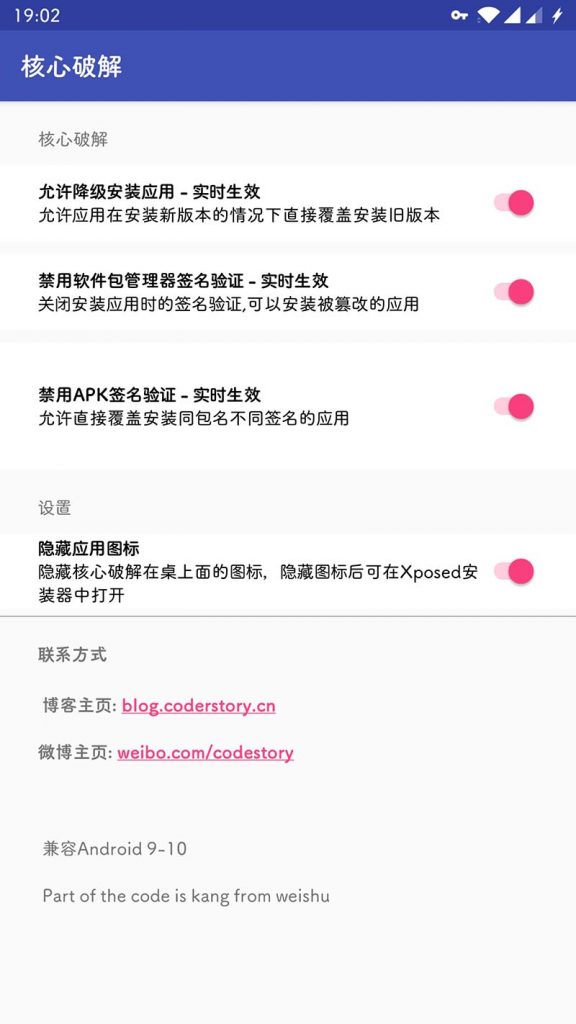 19:02
核心破解
核心破解
允许降级安装应用 – 实时生效
允许应用在安装新版本的情况下直接覆盖安装旧版本
禁用软件包管理器签名验证 – 实时生效
关闭安装应用时的签名验证,可以安装被篡改的应用
禁用APK签名验证 – 实时生效
允许直接覆盖安装同包名不同签名的应用
设置
隐藏应用图标
隐藏核心破解在桌上面的图标，隐藏图标后可在Xposed安
装器中打开
联系方式
博客主页: blog.coderstory.cn
微博主页: weibo.com/codestory
兼容Android 9-10
Part of the code is kang from weishu